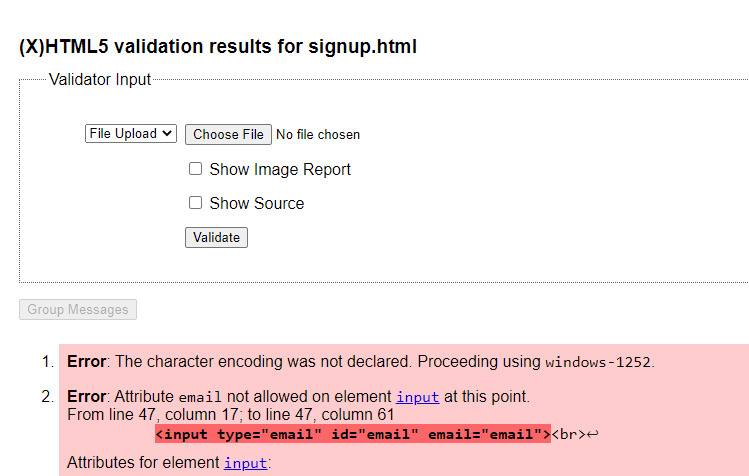 (X)HTML5 validation results for signup.html
Validator Input
File Upload Choose File No file chosen
Show Image Report
Show Source
Validate
Group Messages
1. Error: The character encoding was not declared. Proceeding using windows-1252.
2. Error: Attribute email not allowed on element input at this point.
From line 47, column 17; to line 47, column 61
<input type="email" id="email" email="email"><br>↩
Attributes for element input: